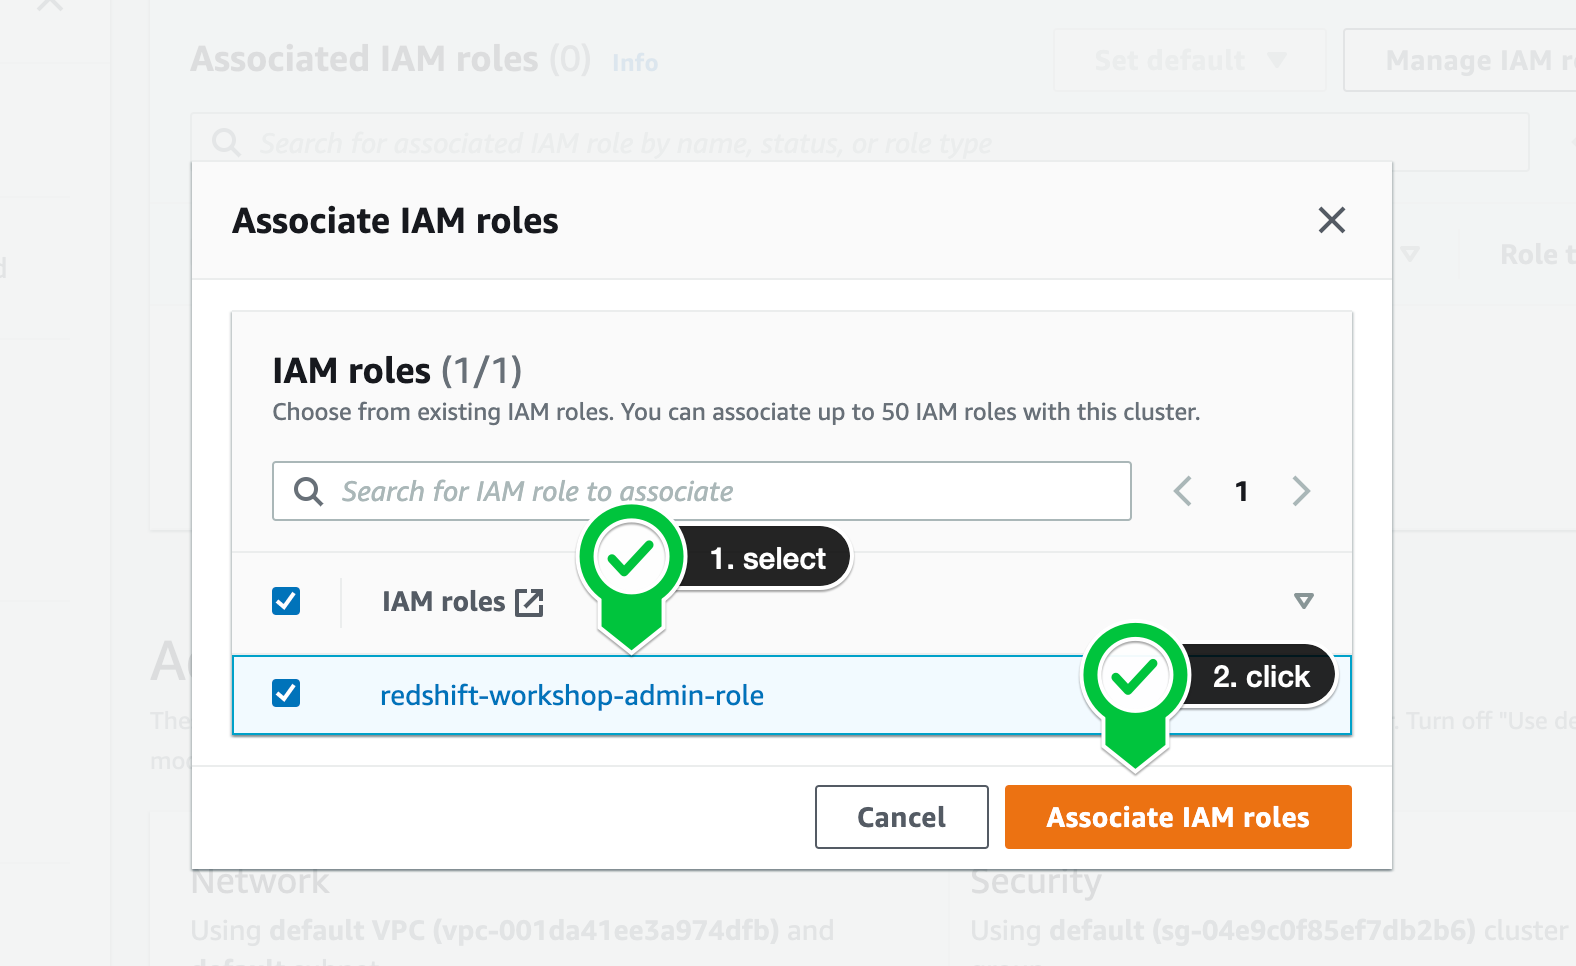 Associated IAM roles (0) Info
Set default
Manage IAM
Search for associated IAM role by name, status, or role type
Associate IAM roles
Role
IAM roles (1/1)
Choose from existing IAM roles. You can associate up to 50 IAM roles with this cluster.
Search for IAM role to associate
1
1. select
IAM roles
redshift-workshop-admin-role
2. click
The
. Turn off "Use
Cancel
Associate IAM roles
Network
Security
Using default VPC (vpc-001da41ee3a974dfb) and
Using default (sg-04e9c0f85ef7db2b6) cluster